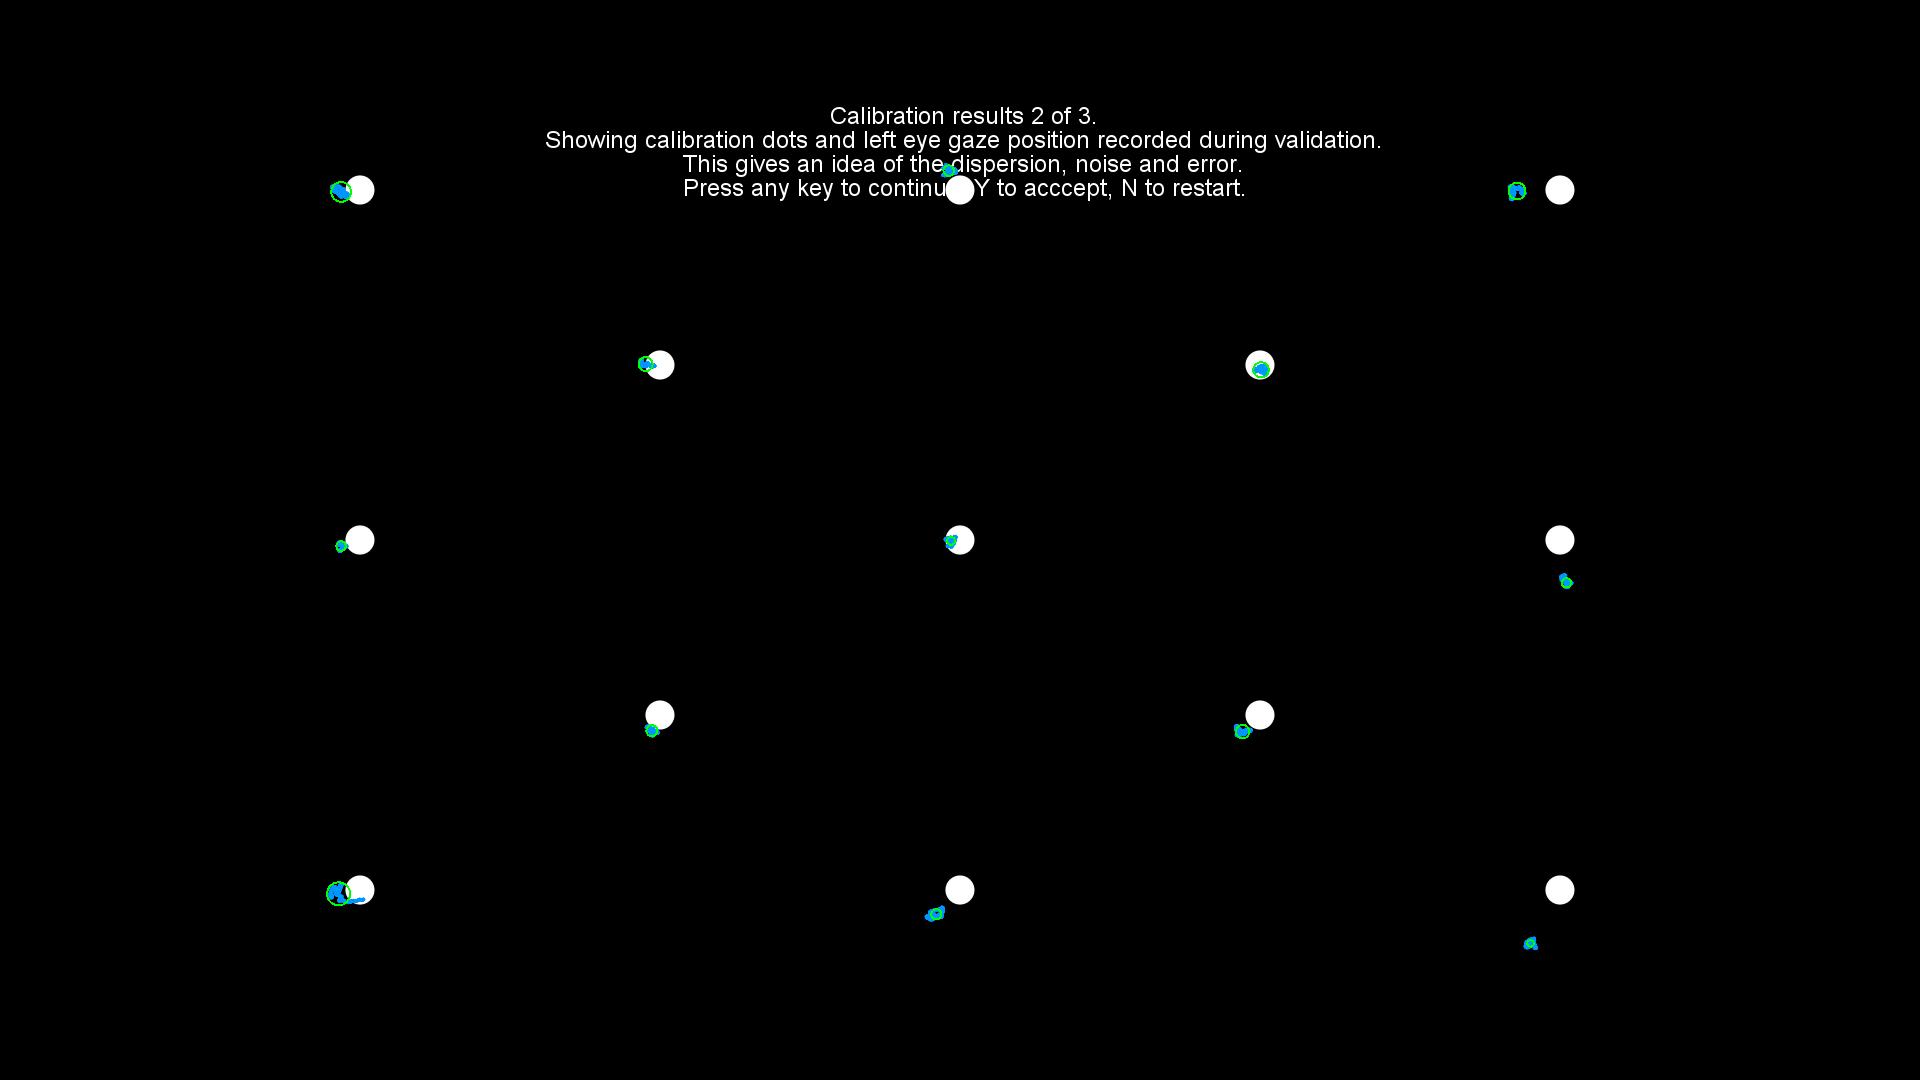 Calibration results 2 of 3.
Showing calibration dots and left eye gaze position recorded during validation.
This gives an idea of the dispersion, noise and error.
Press any key to continue Y to acccept, N to restart.